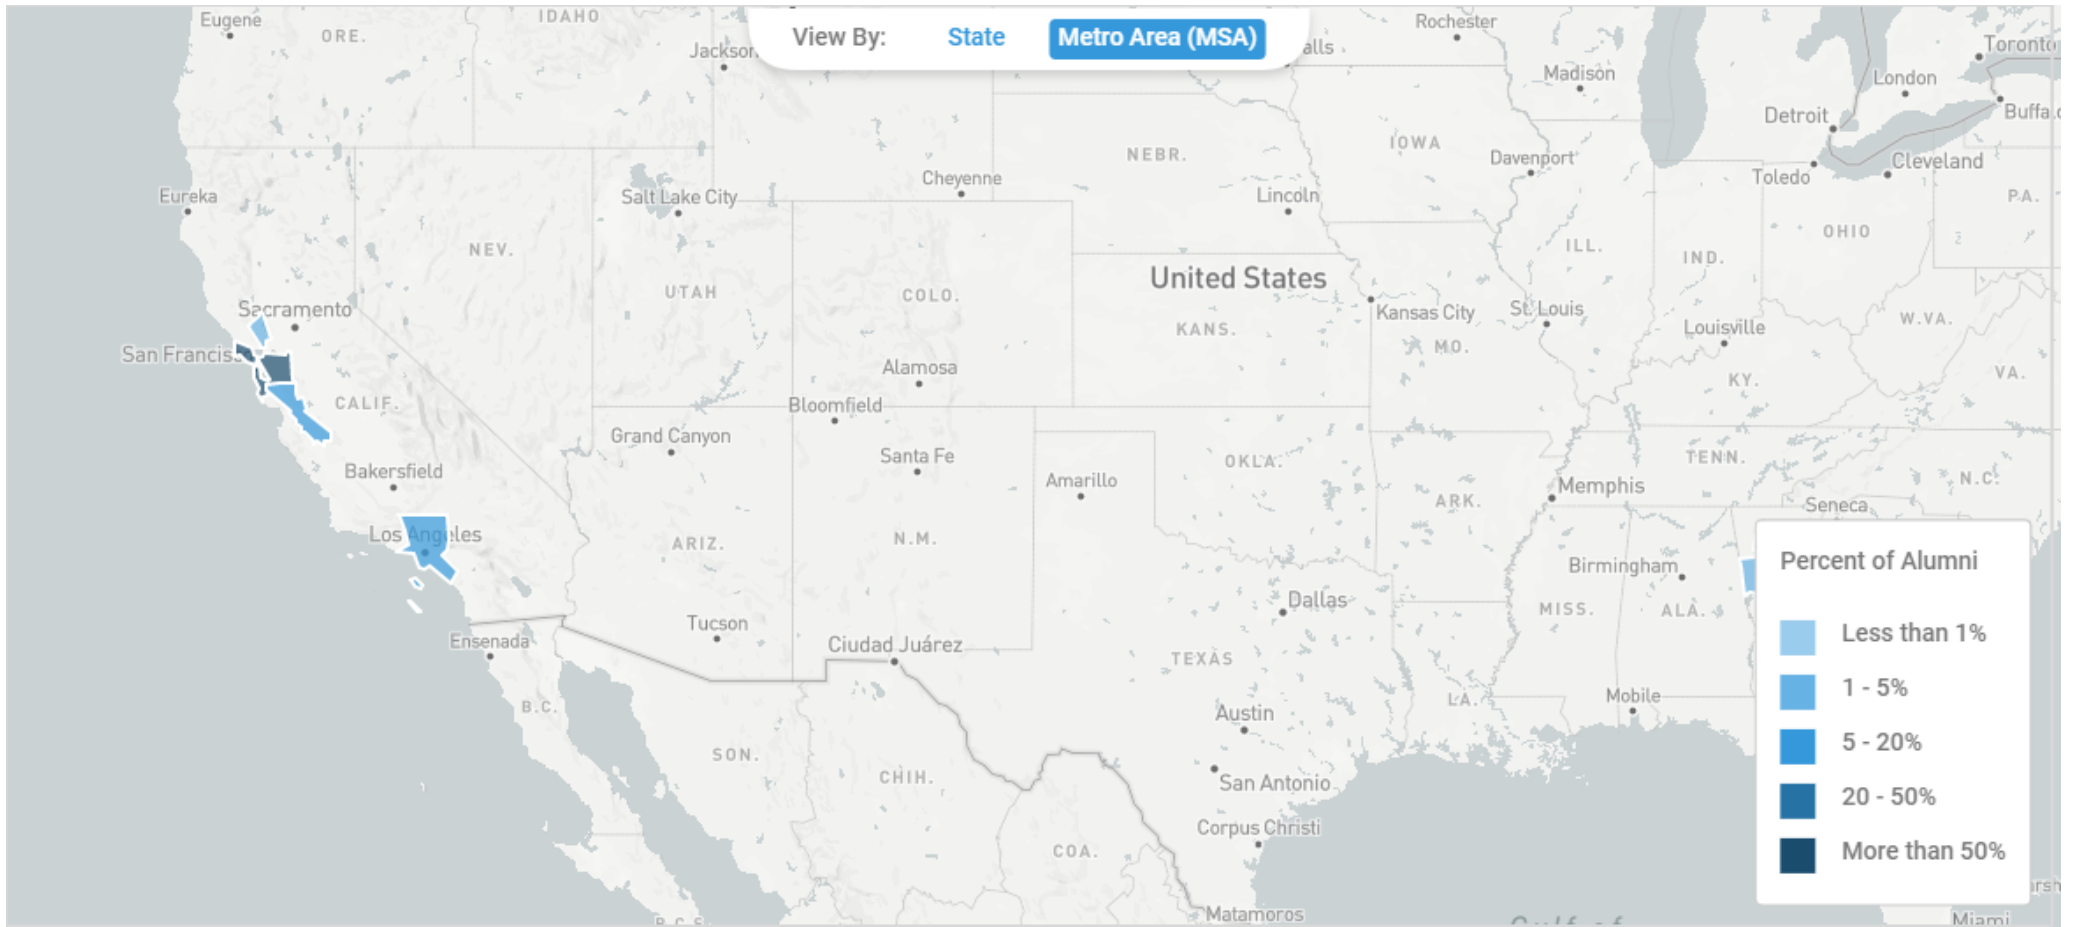 View By: State Metro Area (MSA)
Eugene
ORE.
IDAHO
Rochester
Toronto
Madison
London
Detroit
Cleveland
Toledo
IOWA
Davenport
NEBR.
Cheyenne
Lincoln
Salt Lake City
Eureka
NEV.
UTAH
COLO.
United States
KANS.
Kansas City
MO.
St. Louis
ILL.
IND.
OHIO
PA.
W.VA.
Louisville
KY.
VA.
Sacramento
CALIF.
Alamosa
Bloomfield
Grand Canyon
Santa Fe
Bakersfield
Amarillo
OKLA.
ARK.
TENN.
Memphis
N.C.
Seneca
Los Angeles
ARIZ.
N.M.
Birmingham
MISS.
ALA.
Dallas
Tucson
Ciudad Juárez
Ensenada
TEXAS
B.C.
SON.
CHIH.
Austin
LA.
Mobile
San Antonio
Corpus Christi
COA.
Matamoros
Miami
Percent of Alumni
Less than 1%
1 - 5%
5 - 20%
20 - 50%
More than 50%